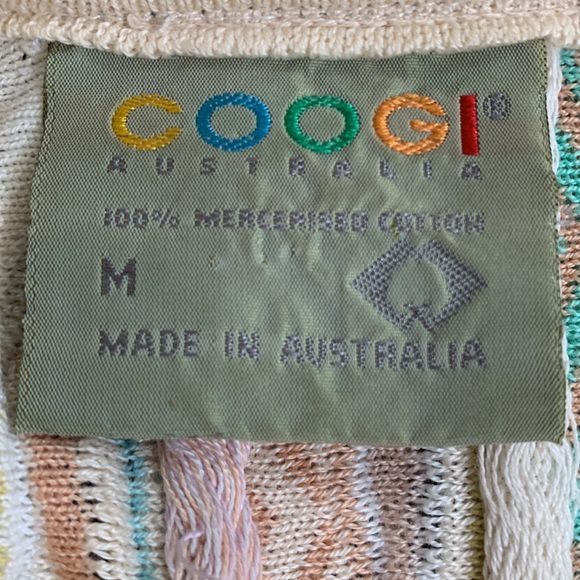 COOGI®
AUSTRALIA
100% MERCERISED COTTON
M
MADE IN AUSTRALIA